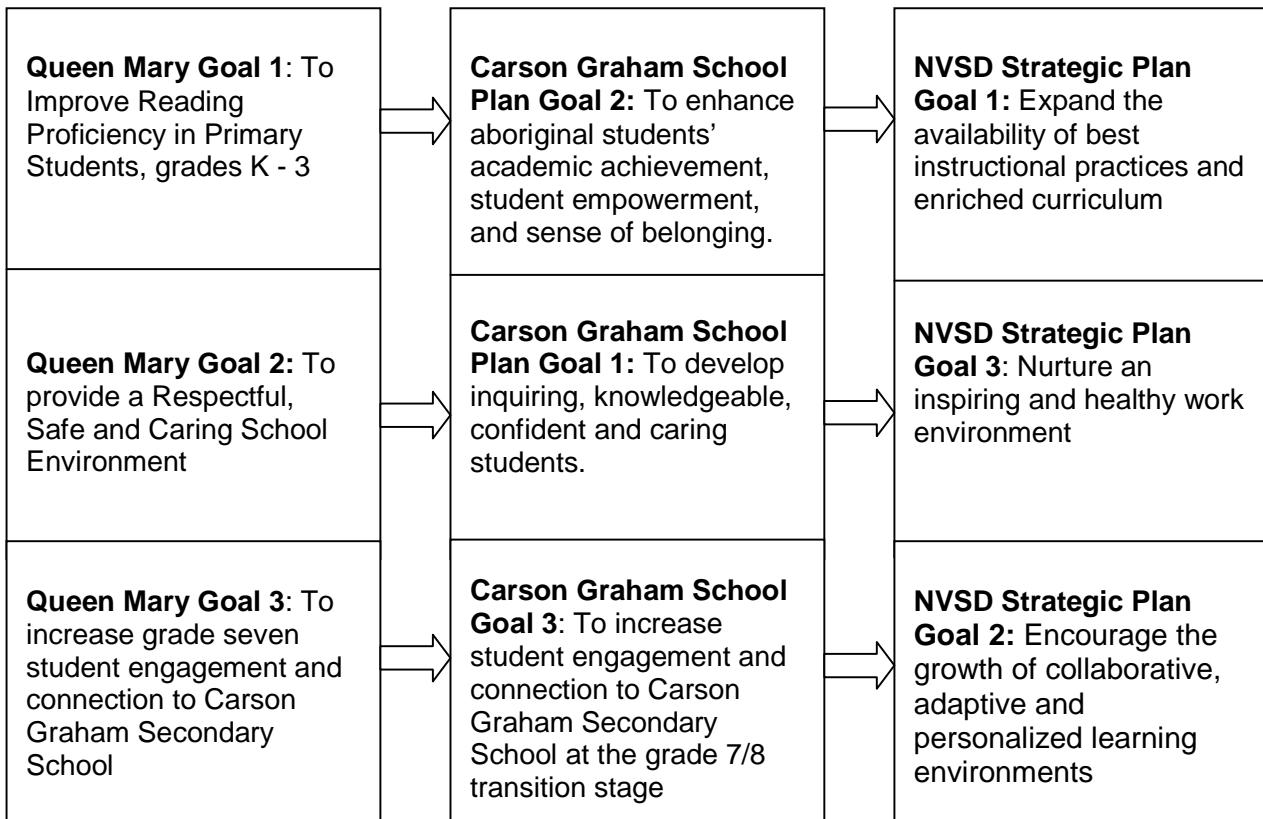 Queen Mary Goal 1: To
Improve Reading
Proficiency in Primary
Students, grades K - 3
Carson Graham School
Plan Goal 2: To enhance
aboriginal students’
academic achievement,
student empowerment,
and sense of belonging.
NVSD Strategic Plan
Goal 1: Expand the
availability of best
instructional practices and
enriched curriculum
Queen Mary Goal 2: To
provide a Respectful,
Safe and Caring School
Environment
Carson Graham School
Plan Goal 1: To develop
inquiring, knowledgeable,
confident and caring
students.
NVSD Strategic Plan
Goal 3: Nurture an
inspiring and healthy work
environment
Queen Mary Goal 3: To
increase grade seven
student engagement and
connection to Carson
Graham Secondary
School
Carson Graham School
Goal 3: To increase
student engagement and
connection to Carson
Graham Secondary
School at the grade 7/8
transition stage
NVSD Strategic Plan
Goal 2: Encourage the
growth of collaborative,
adaptive and
personalized learning
environments